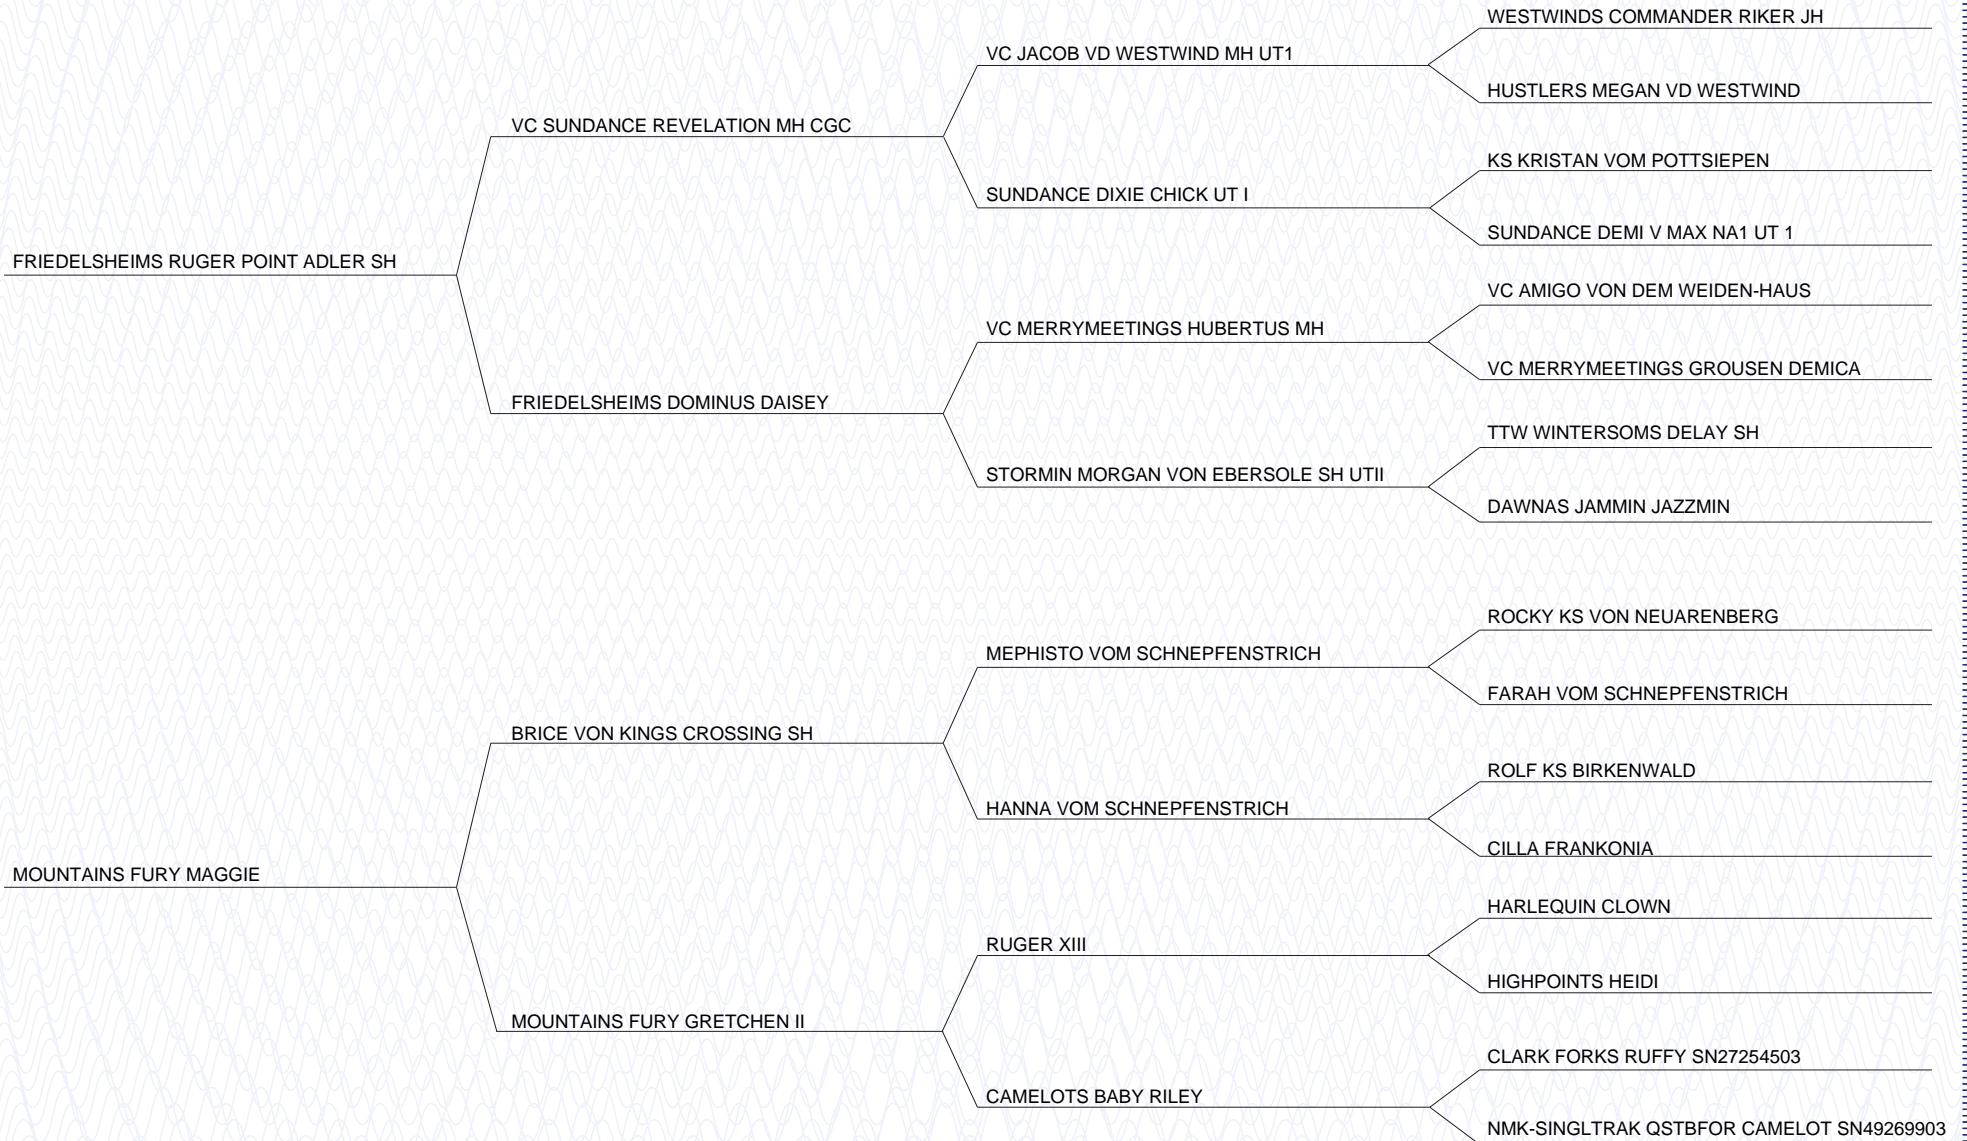 WESTWINDS COMMANDER RIKER JH
VC JACOB VD WESTWIND MH UT1
HUSTLERS MEGAN VD WESTWIND
VC SUNDANCE REVELATION MH CGC
KS KRISTAN VOM POTTSIEPEN
SUNDANCE DIXIE CHICK UT I
SUNDANCE DEMI V MAX NA1 UT 1
FRIEDELSHEIMS RUGER POINT ADLER SH
VC AMIGO VON DEM WEIDEN-HAUS
VC MERRYMEETINGS HUBERTUS MH
VC MERRYMEETINGS GROUSEN DEMICA
FRIEDELSHEIMS DOMINUS DAISEY
TTW WINTERSOMS DELAY SH
STORMIN MORGAN VON EBERSOLE SH UTII
DAWNAS JAMMIN JAZZMIN
ROCKY KS VON NEUARENBERG
MEPHISTO VOM SCHNEPFENSTRICH
FARAH VOM SCHNEPFENSTRICH
BRICE VON KINGS CROSSING SH
ROLF KS BIRKENWALD
HANNA VOM SCHNEPFENSTRICH
CILLA FRANKONIA
MOUNTAINS FURY MAGGIE
HARLEQUIN CLOWN
RUGER XIII
HIGHPOINTS HEIDI
MOUNTAINS FURY GRETCHEN II
CLARK FORKS RUFFY SN27254503
CAMELOTS BABY RILEY
NMK-SINGLTRAK QSTBFOR CAMELOT SN49269903